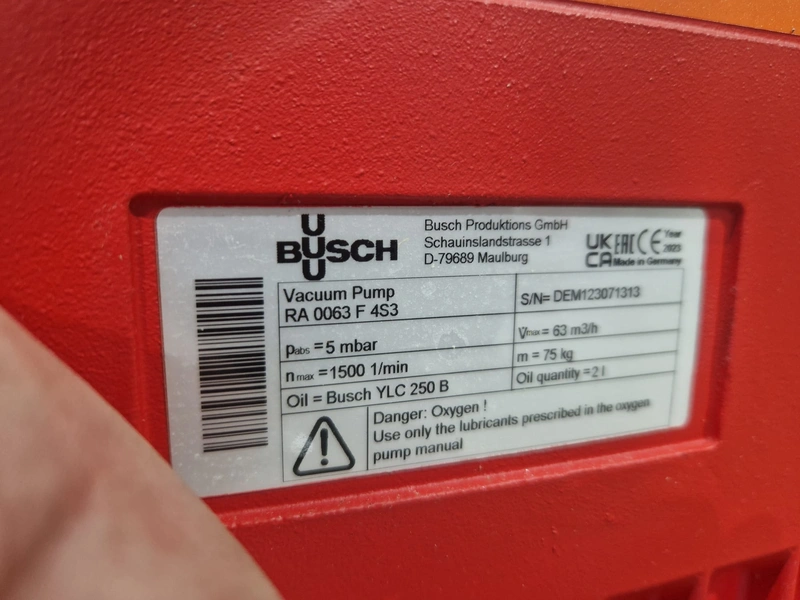 BUSCH
Busch Produktions GmbH
Schauinslandstrasse 1
D-79689 Maulburg
UK
CA
EAC CE
Year
2023
Made in Germany
Vacuum Pump
RA 0063 F 4S3
S/N= DEM123071313
pabs = 5 mbar
V̇max = 63 m3/h
nmax = 1500 1/min
m = 75 kg
Oil = Busch YLC 250 B
Oil quantity = 2 l
Danger: Oxygen !
Use only the lubricants prescribed in the oxygen
pump manual